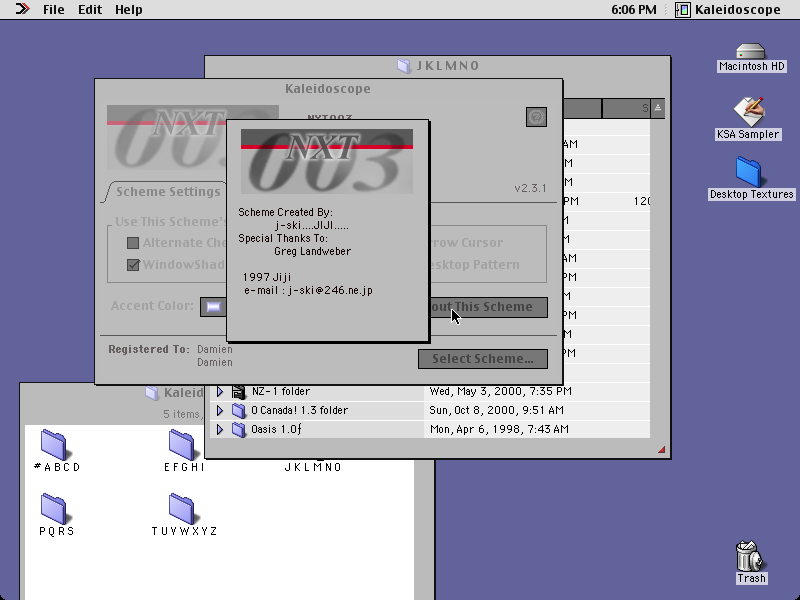 File Edit Help
6:06 PM Kaleidoscope
JKLMNO
Macintosh HD
KSA Sampler
Desktop Textures
Trash
Kaleidoscope
NXT
003
NXT003
v2.3.1
Scheme Settings
Use This Scheme's
Alternate Che
rrow Cursor
WindowShad
sktop Pattern
Accent Color:
out This Scheme
Registered To: Damien
Damien
Select Scheme...
NXT
003
Scheme Created By:
j-ski....JIJI.....
Special Thanks To:
Greg Landweber
1997 Jiji
e-mail : j-ski@246.ne.jp
S
AM
M
M
PM 120
M
M
AM
M
M
PM
M
PM
NZ-1 folder Wed, May 3, 2000, 7:35 PM
O Canada! 1.3 folder Sun, Oct 8, 2000, 9:51 AM
Oasis 1.0ƒ Mon, Apr 6, 1998, 7:43 AM
Kaleid
5 items,
#ABCD
EFGHI
JKLMNO
PQRS
TUVWXYZ